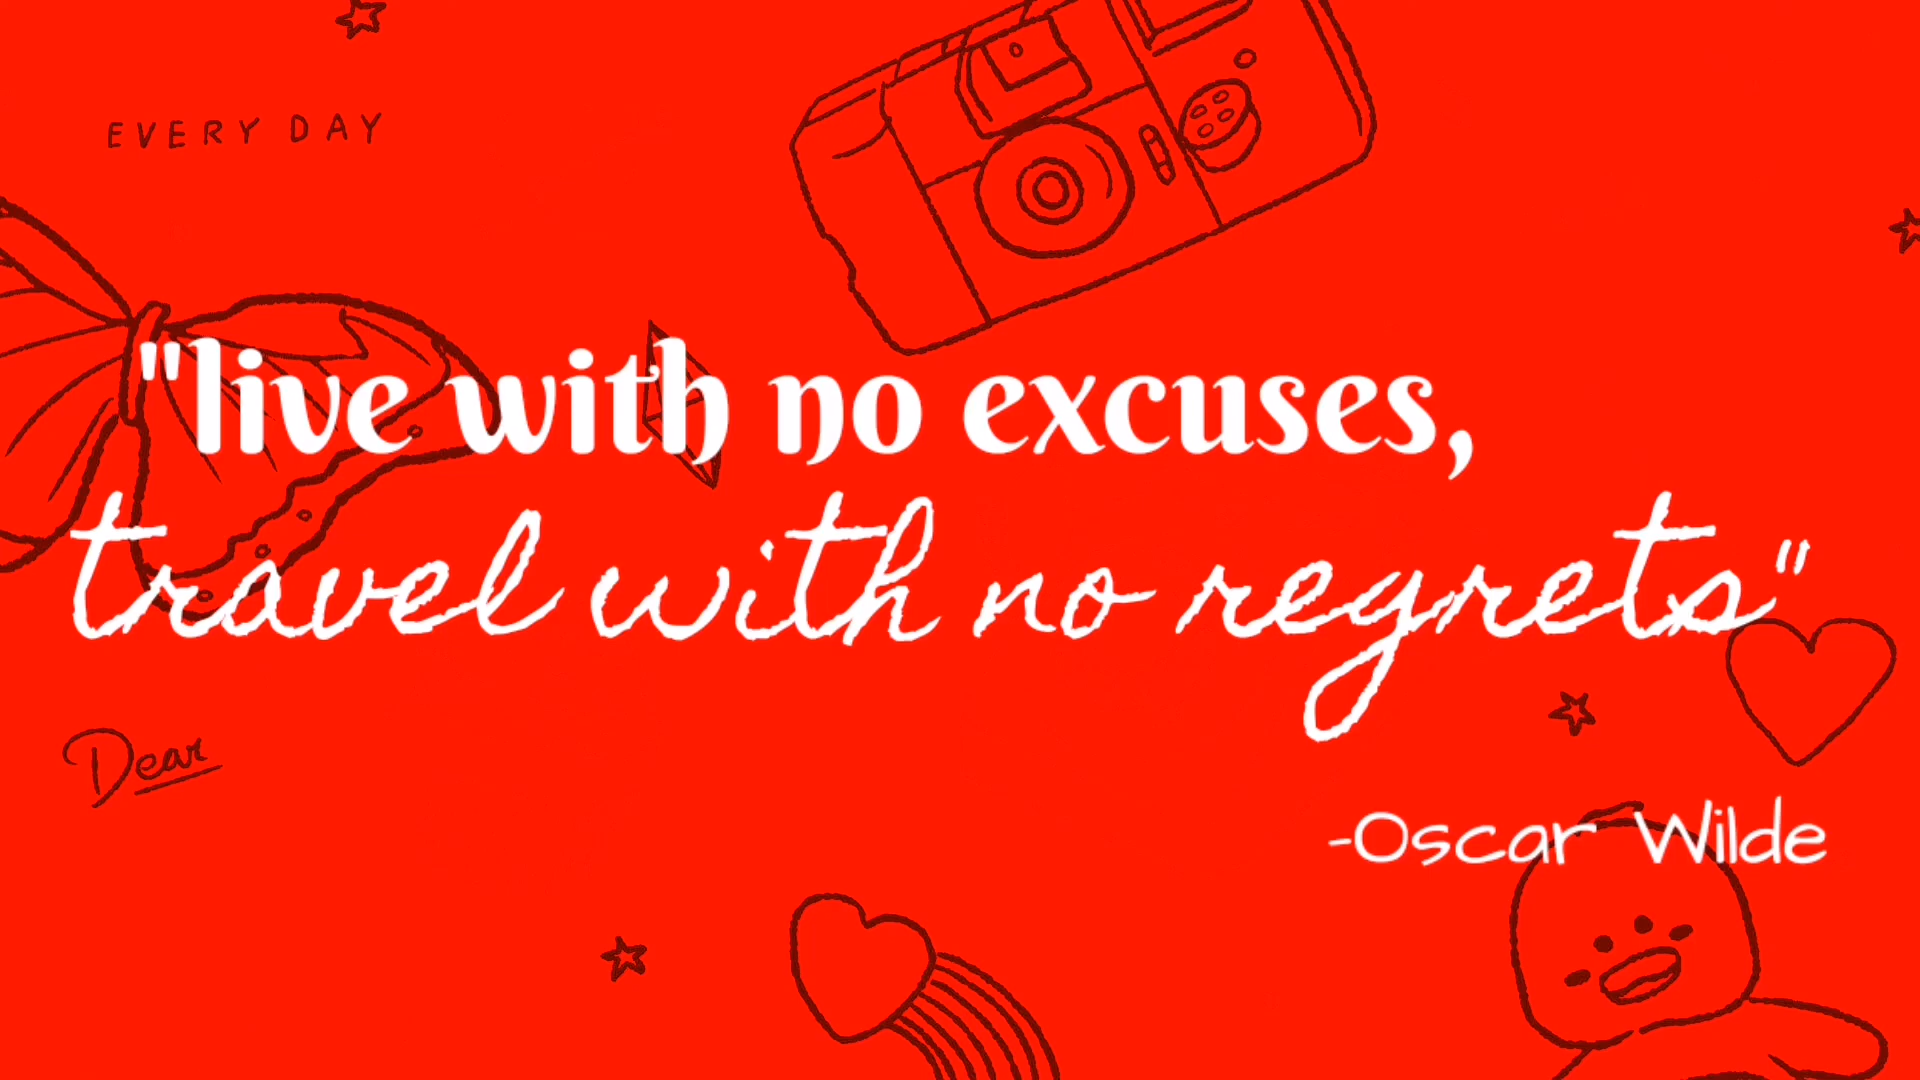 EVERY DAY
"live with no excuses,
travel with no regrets"
Dear
-Oscar Wilde